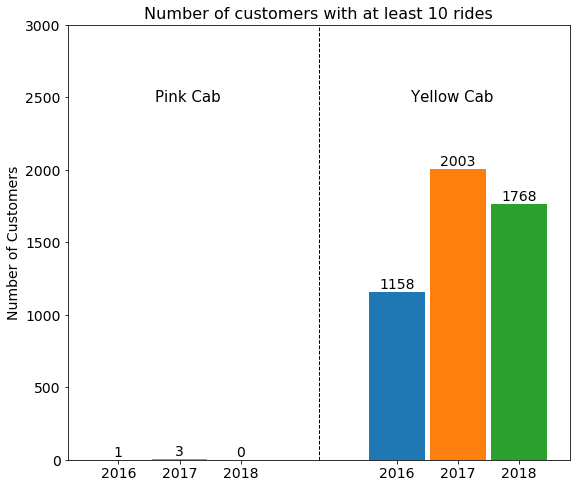 Number of customers with at least 10 rides
Number of Customers
3000
2500
2000
1500
1000
500
0
Pink Cab
Yellow Cab
1
3
0
1158
2003
1768
2016 2017 2018 2016 2017 2018